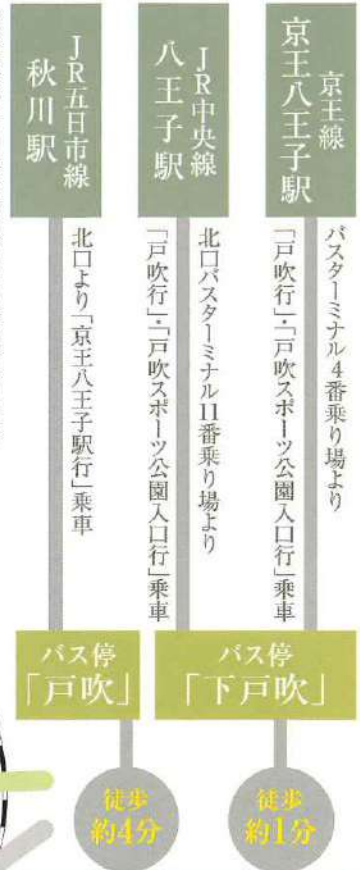 京王線
京王八王子駅
バスターミナル4番乗り場より
「戸吹行」・「戸吹スポーツ公園入口行」乗車
JR中央線
八王子駅
北口バスターミナル11番乗り場より
「戸吹行」・「戸吹スポーツ公園入口行」乗車
JR五日市線
秋川駅
北口より「京王八王子駅行」乗車
バス停
「下戸吹」
バス停
「戸吹」
徒歩
約1分
徒歩
約4分